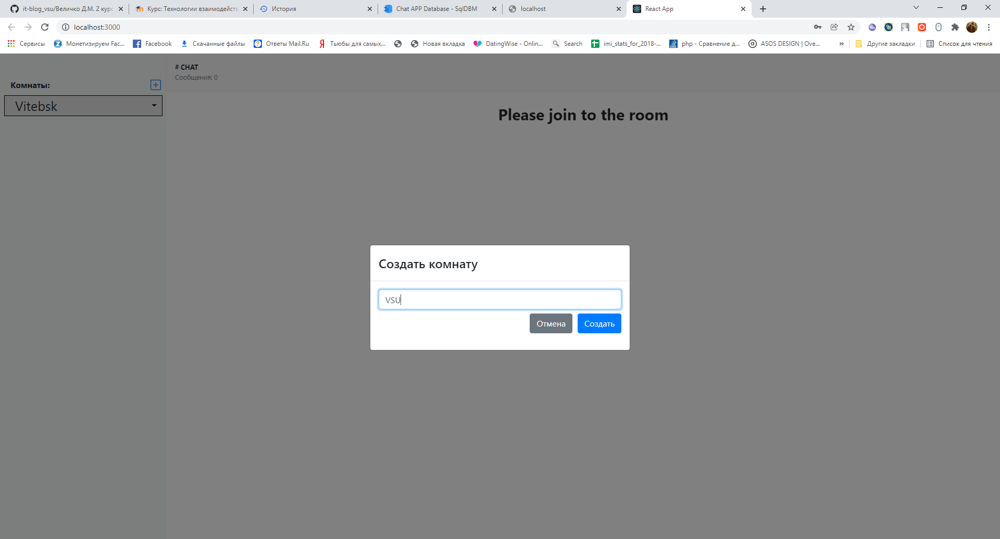 it-blog_vsu/Величко Д.М. 2 курс
Курс: Технологии взаимодейств
История
Chat APP Database - SqlDBM
localhost
React App
localhost:3000
Сервисы
Монетизируем Fac...
Facebook
Скачанные файлы
Ответы Mail.Ru
Тьюбы для самых...
Новая вкладка
DatingWise - Onlin...
Search
imi_stats_for_2018-...
php - Сравнение д...
ASOS DESIGN | Ove...
»
Другие закладки
Список для чтения
# CHAT
Сообщения: 0
Комнаты:
Vitebsk
Please join to the room
Создать комнату
VSU
Отмена
Создать